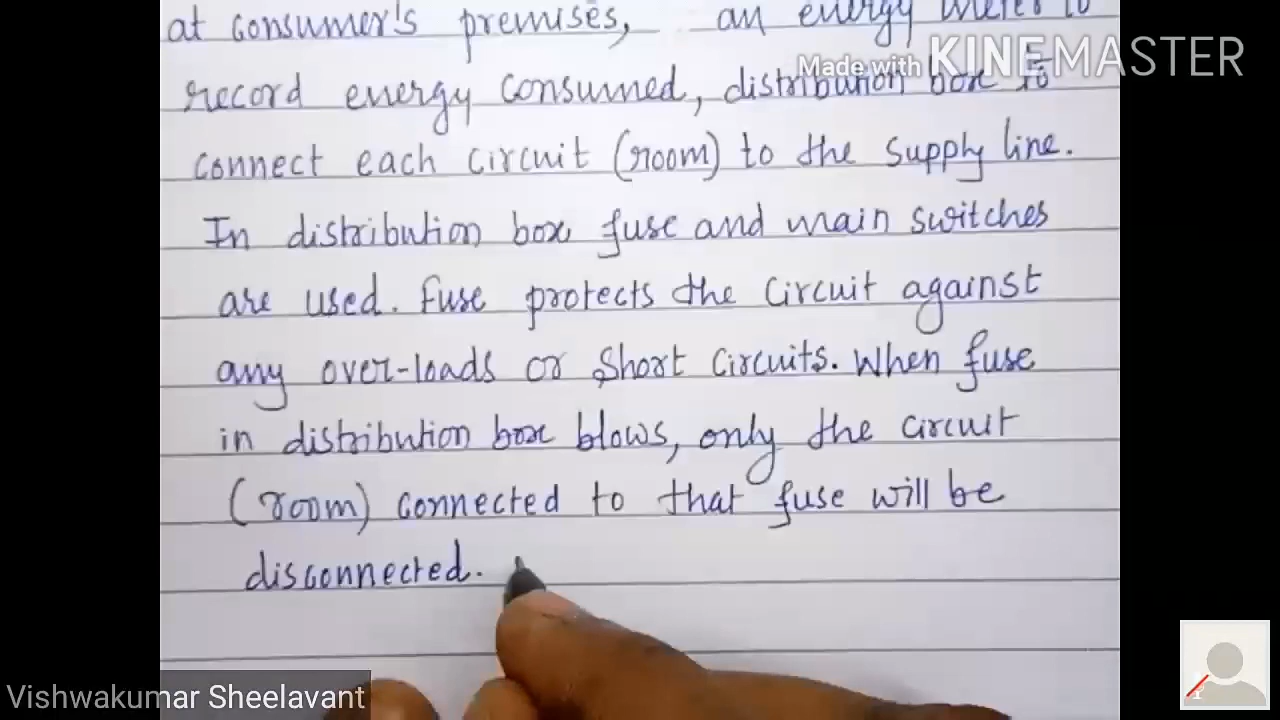 at consumer's premises, an energy meter to
Made with KINEMASTER
record energy consumed, distribution box to
connect each circuit (room) to the supply line.
In distribution box fuse and main switches
are used. Fuse protects the circuit against
any over-loads or short circuits. When fuse
in distribution box blows, only the circuit
(room) connected to that fuse will be
disconnected.
Vishwakumar Sheelavant